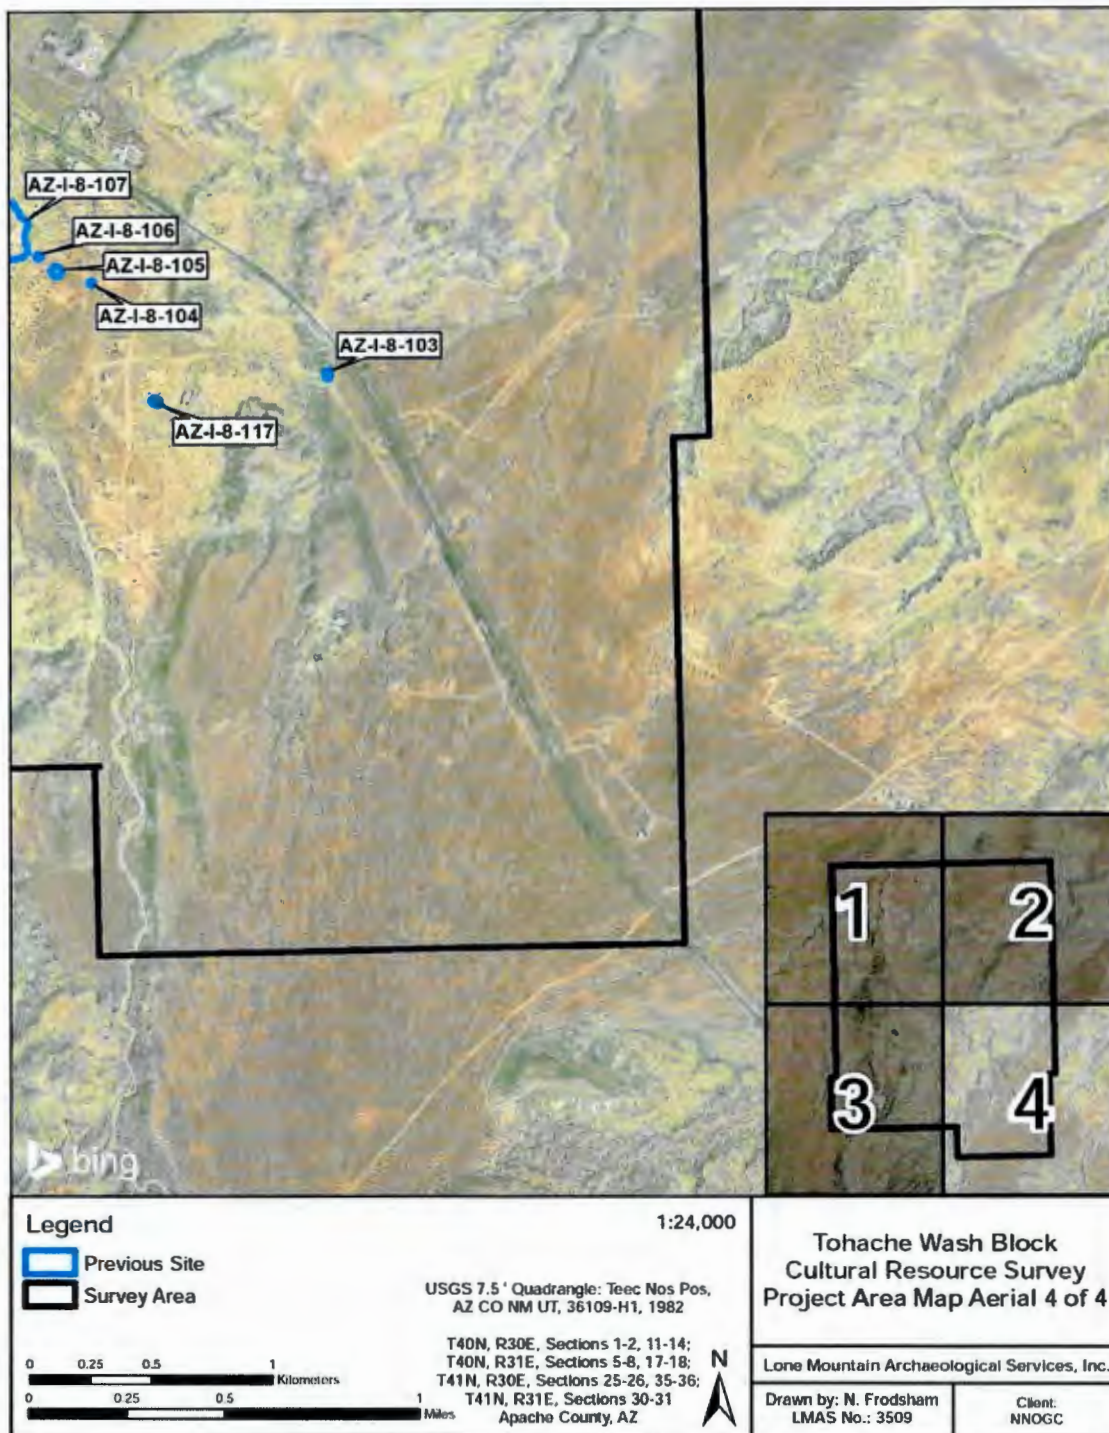 AZ-I-8-107
AZ-I-8-106
AZ-I-8-105
AZ-I-8-104
AZ-I-8-103
AZ-I-8-117
1
2
3
4
bing
Legend
Previous Site
Survey Area
1:24,000
USGS 7.5 ' Quadrangle: Teec Nos Pos,
AZ CO NM UT, 36109-H1, 1982
T40N, R30E, Sections 1-2, 11-14;
T40N, R31E, Sections 5-8, 17-18;
T41N, R30E, Sections 25-26, 35-36;
T41N, R31E, Sections 30-31
Apache County, AZ
N
0 0.25 0.5 1
Kilometers
0 0.25 0.5 1
Miles
Tohache Wash Block
Cultural Resource Survey
Project Area Map Aerial 4 of 4
Lone Mountain Archaeological Services, Inc.
Drawn by: N. Frodsham
LMAS No.: 3509
Client:
NNOGC